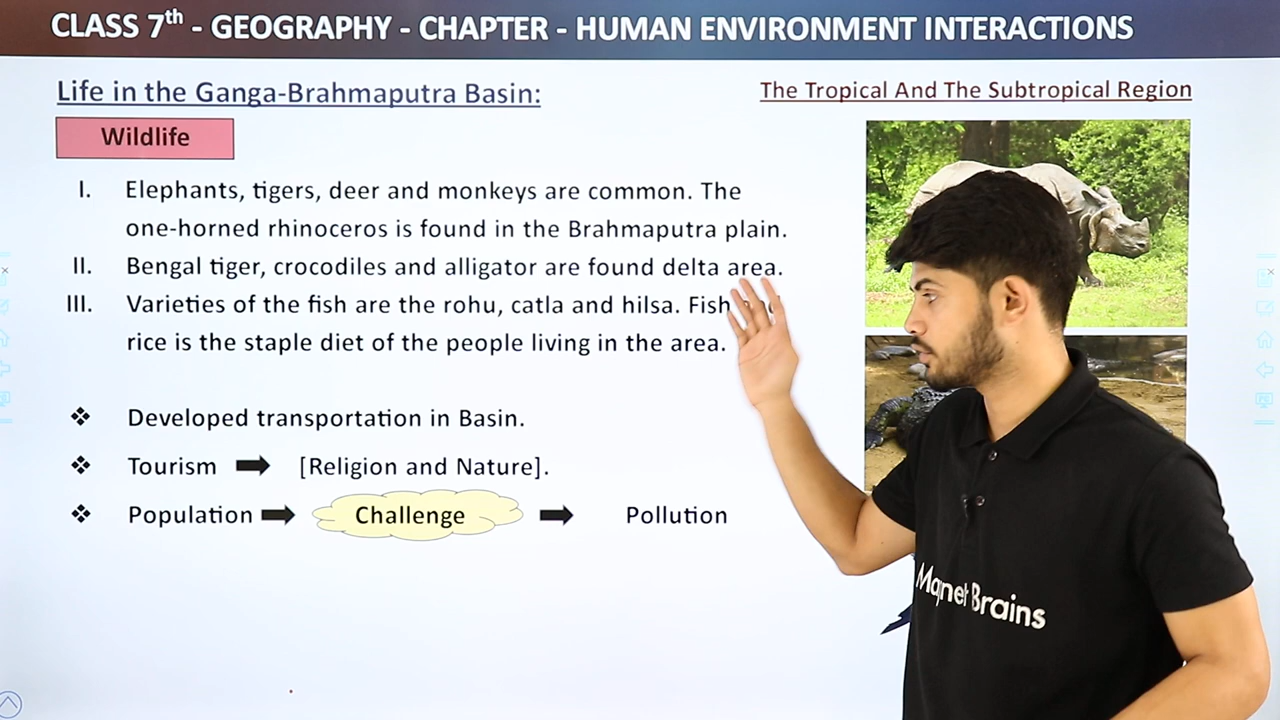 CLASS 7th - GEOGRAPHY - CHAPTER - HUMAN ENVIRONMENT INTERACTIONS
Life in the Ganga-Brahmaputra Basin:
The Tropical And The Subtropical Region
Wildlife
I. Elephants, tigers, deer and monkeys are common. The
one-horned rhinoceros is found in the Brahmaputra plain.
II. Bengal tiger, crocodiles and alligator are found delta area.
III. Varieties of the fish are the rohu, catla and hilsa. Fish and
rice is the staple diet of the people living in the area.
❖ Developed transportation in Basin.
❖ Tourism ➡ [Religion and Nature].
❖ Population ➡ Challenge ➡ Pollution
Magnet Brains